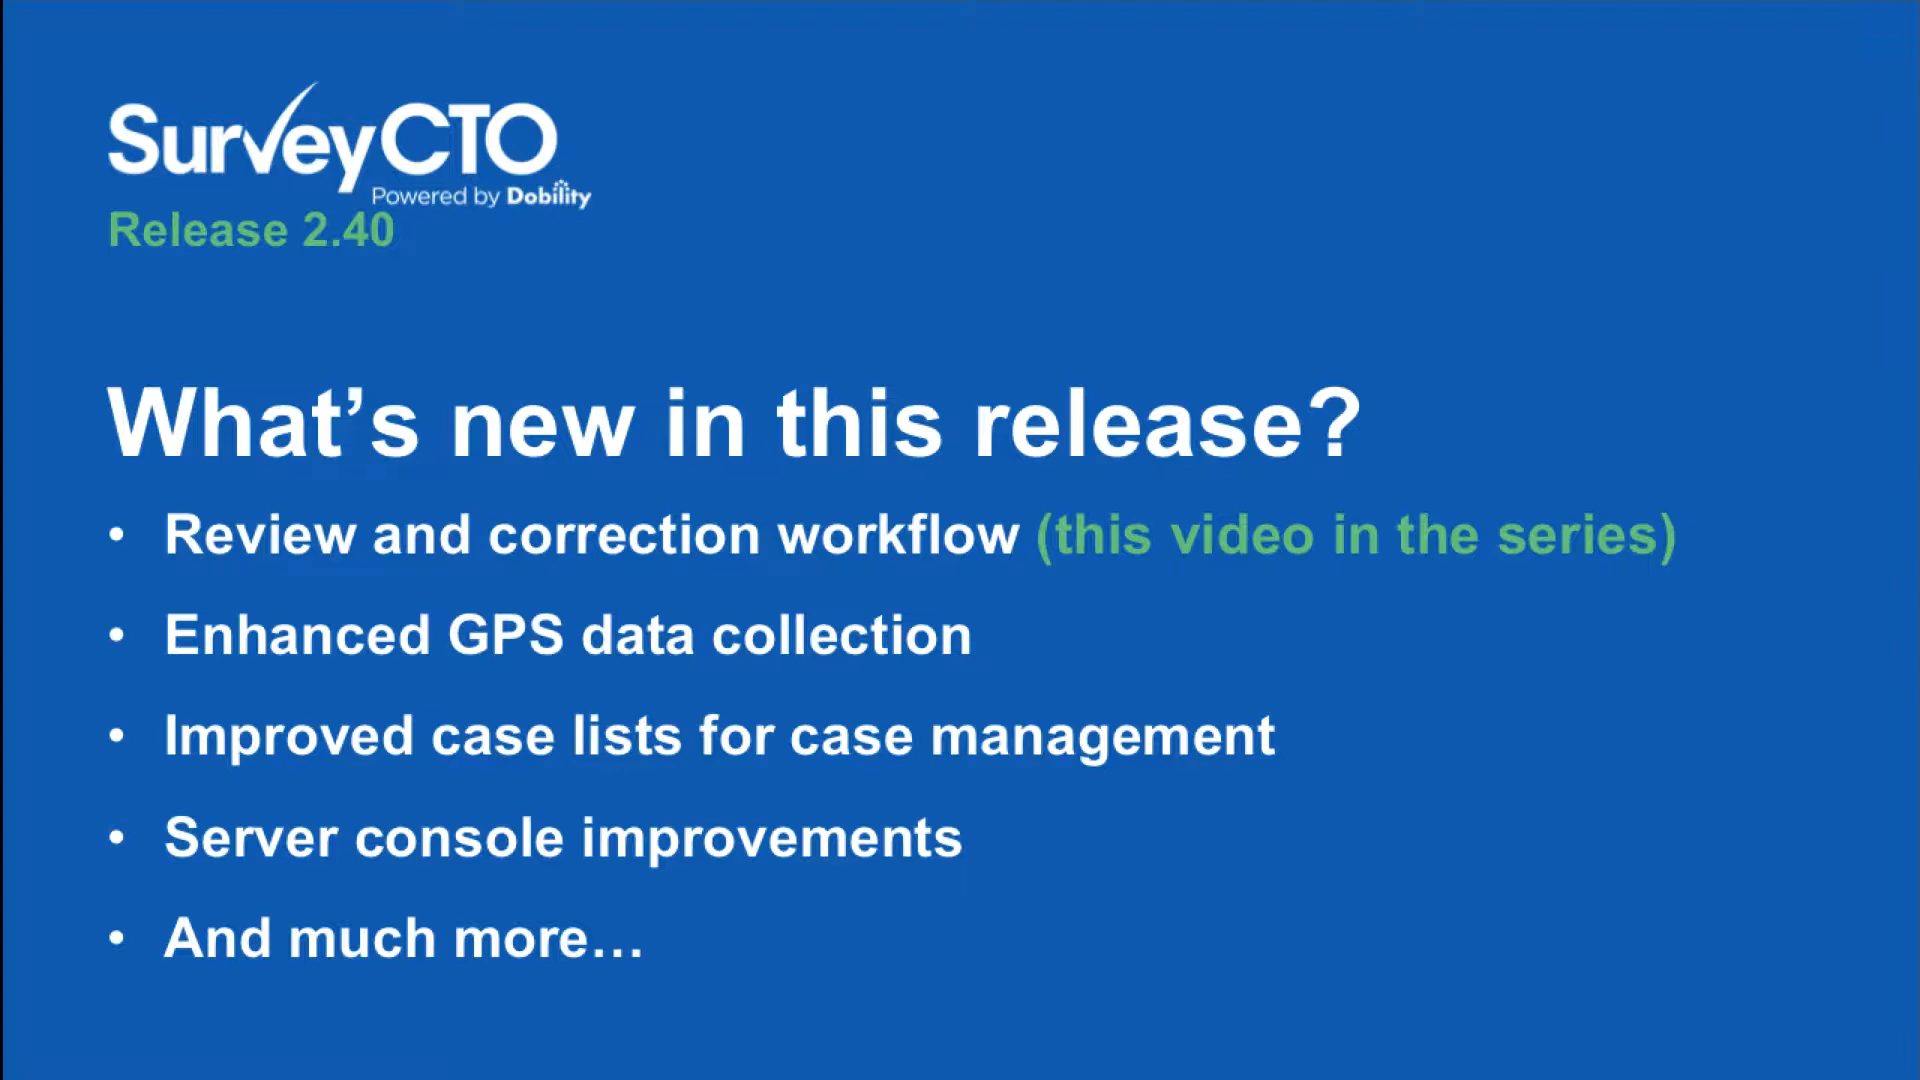 SurveyCTO
Powered by Dobility
Release 2.40
What’s new in this release?
• Review and correction workflow (this video in the series)
• Enhanced GPS data collection
• Improved case lists for case management
• Server console improvements
• And much more…